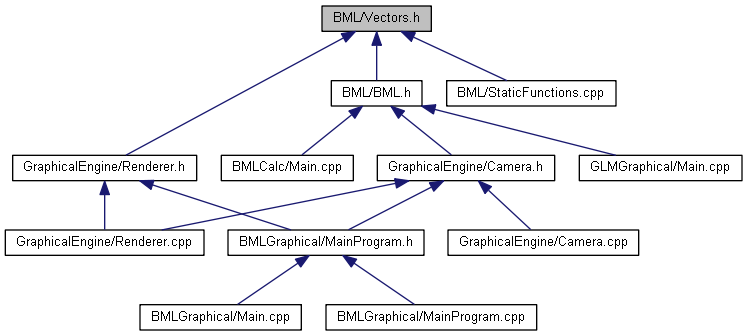 BML/Vectors.h
BML/BML.h
BML/StaticFunctions.cpp
GraphicalEngine/Renderer.h
BMLCalc/Main.cpp
GraphicalEngine/Camera.h
GLMGraphical/Main.cpp
GraphicalEngine/Renderer.cpp
BMLGraphical/MainProgram.h
GraphicalEngine/Camera.cpp
BMLGraphical/Main.cpp
BMLGraphical/MainProgram.cpp